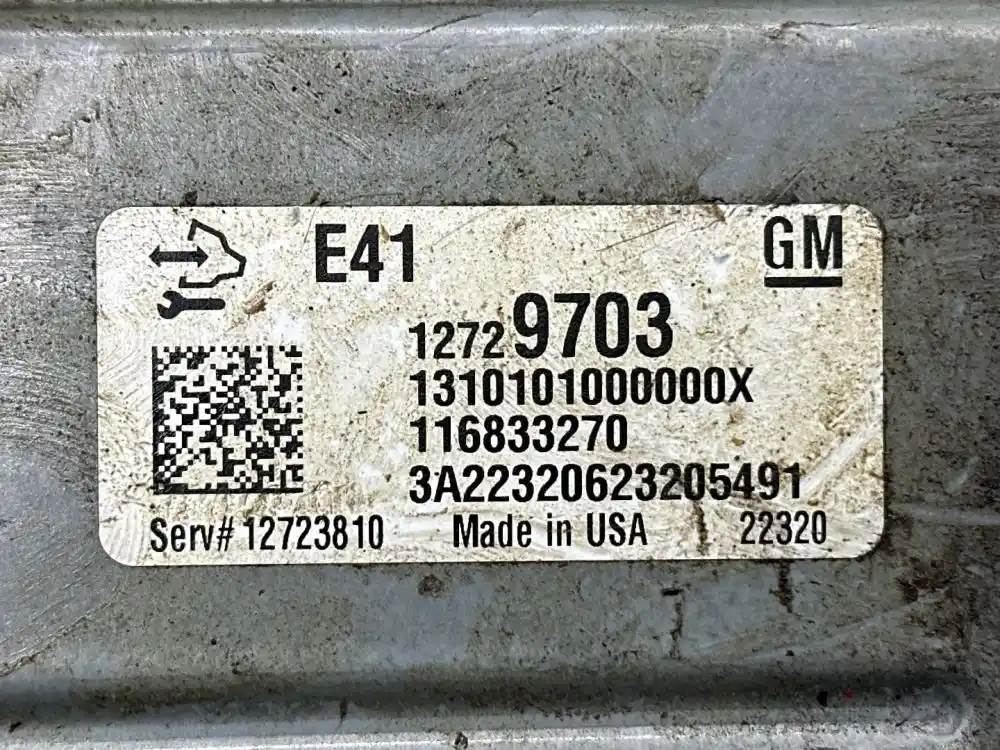 E41 GM
12729703
1310101000000X
116833270
3A22320623205491
Serv# 12723810 Made in USA 22320